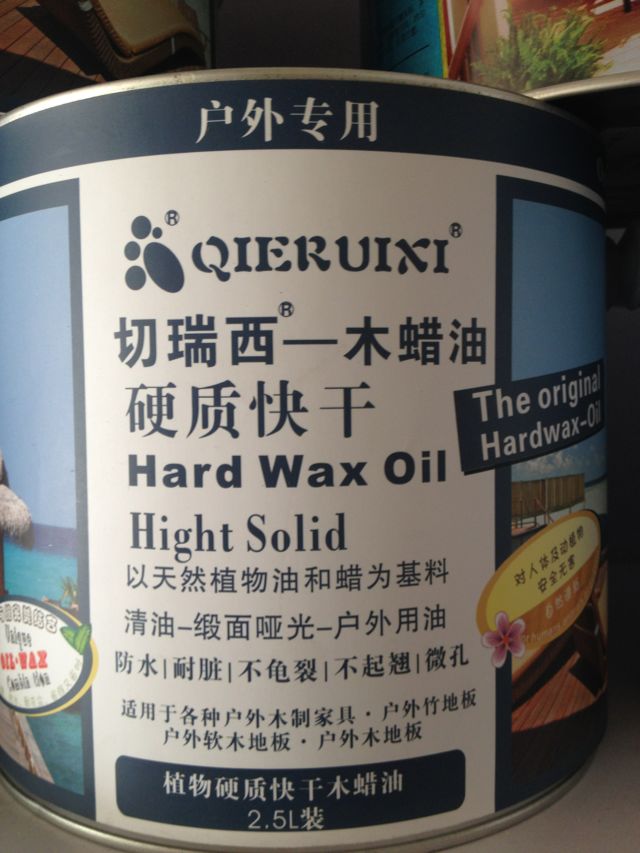 户外专用
®
QIERUIXI®
切瑞西®—木蜡油
硬质快干
Hard Wax Oil
Hight Solid
以天然植物油和蜡为基料
清油-缎面哑光-户外用油
防水|耐脏|不龟裂|不起翘|微孔
适用于各种户外木制家具·户外竹地板
户外软木地板·户外木地板
植物硬质快干木蜡油
2.5L装
The original
Hardwax-Oil
对人体及动植物
安全无害
Unique
OIL-WAX